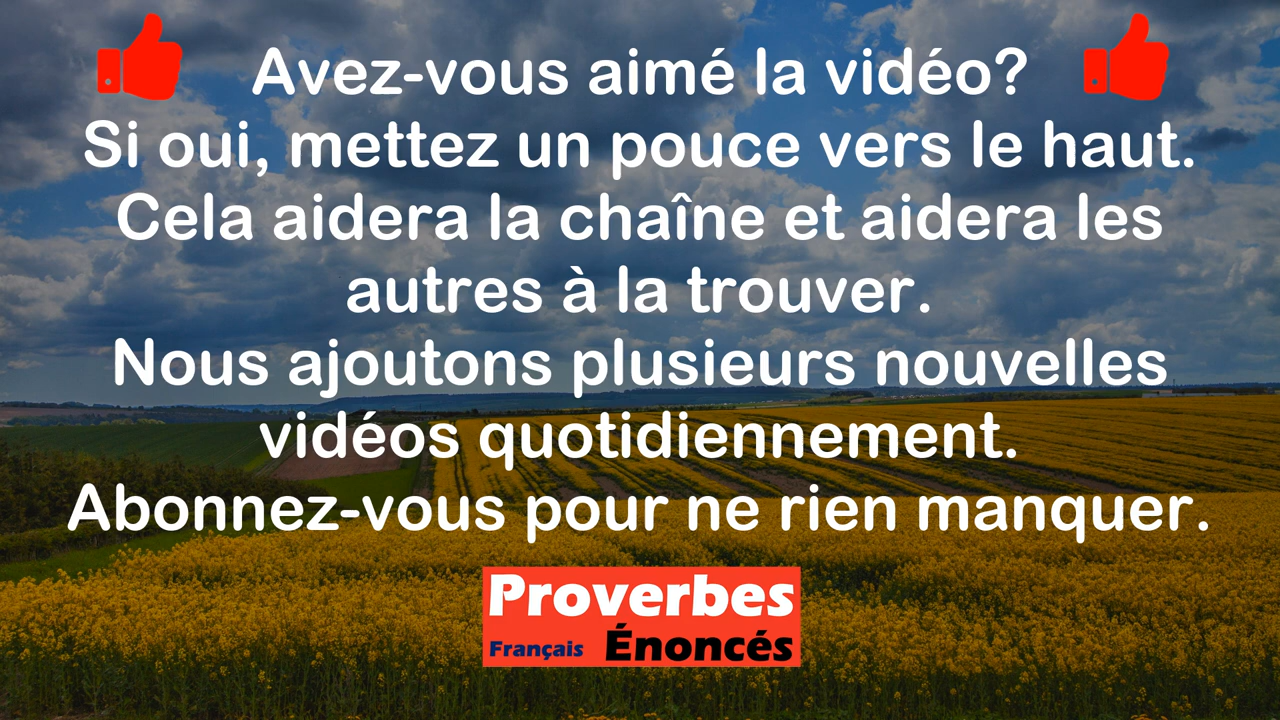 Avez-vous aimé la vidéo?
Si oui, mettez un pouce vers le haut.
Cela aidera la chaîne et aidera les
autres à la trouver.
Nous ajoutons plusieurs nouvelles
vidéos quotidiennement.
Abonnez-vous pour ne rien manquer.
Proverbes
Français Énoncés